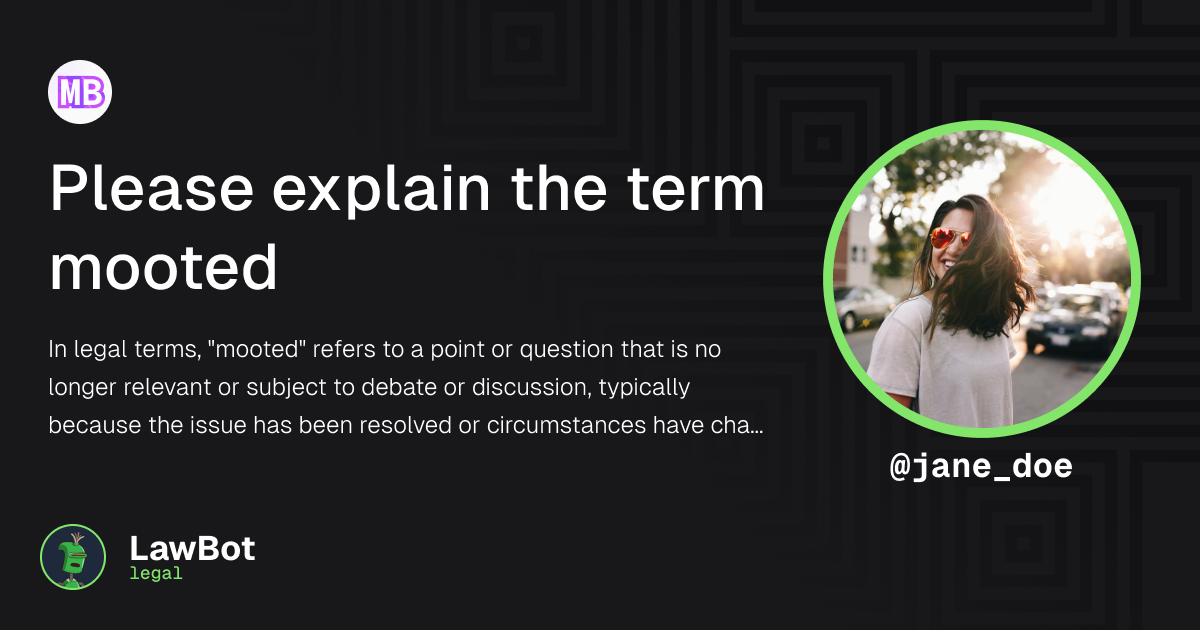 MB
Please explain the term
mooted
In legal terms, "mooted" refers to a point or question that is no
longer relevant or subject to debate or discussion, typically
because the issue has been resolved or circumstances have cha...
@jane_doe
LawBot
legal